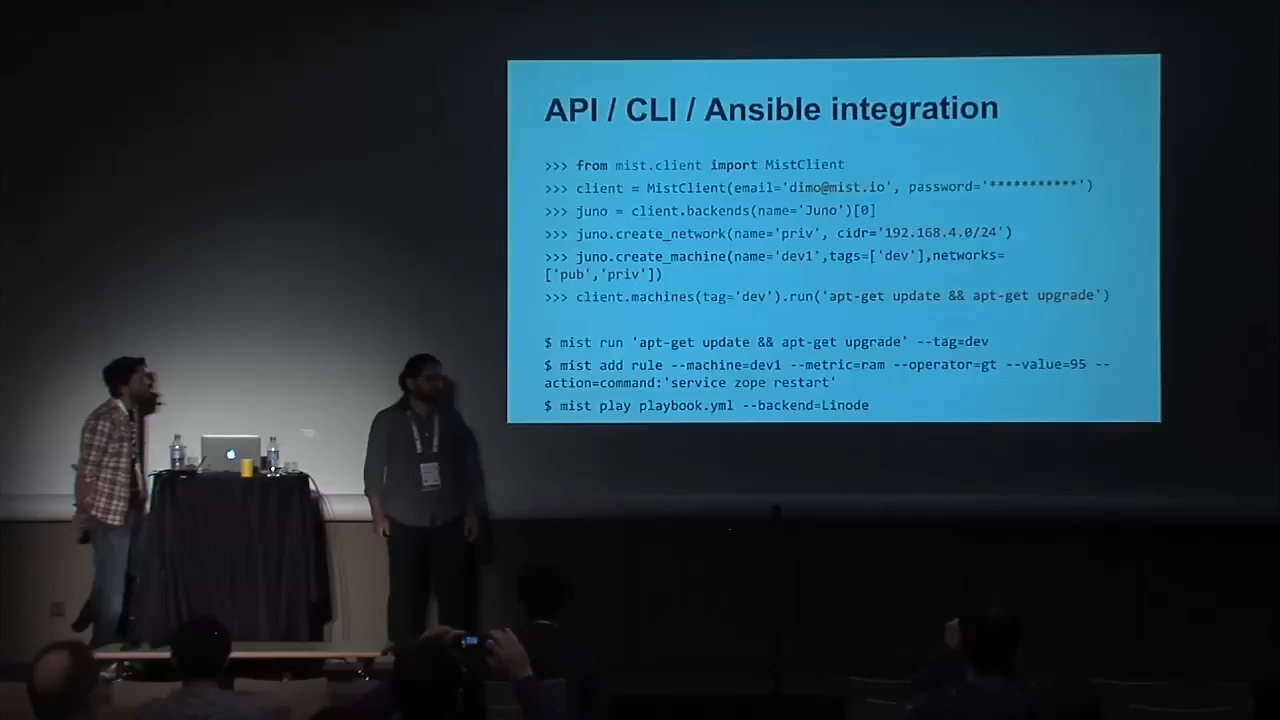 API / CLI / Ansible integration
>>> from mist.client import MistClient
>>> client = MistClient(email='dimo@mist.io', password='***********')
>>> juno = client.backends(name='Juno')[0]
>>> juno.create_network(name='priv', cidr='192.168.4.0/24')
>>> juno.create_machine(name='dev1',tags=['dev'],networks=
['pub','priv'])
>>> client.machines(tag='dev').run('apt-get update && apt-get upgrade')
$ mist run 'apt-get update && apt-get upgrade' --tag=dev
$ mist add rule --machine=dev1 --metric=ram --operator=gt --value=95 --
action=command:'service zope restart'
$ mist play playbook.yml --backend=Linode